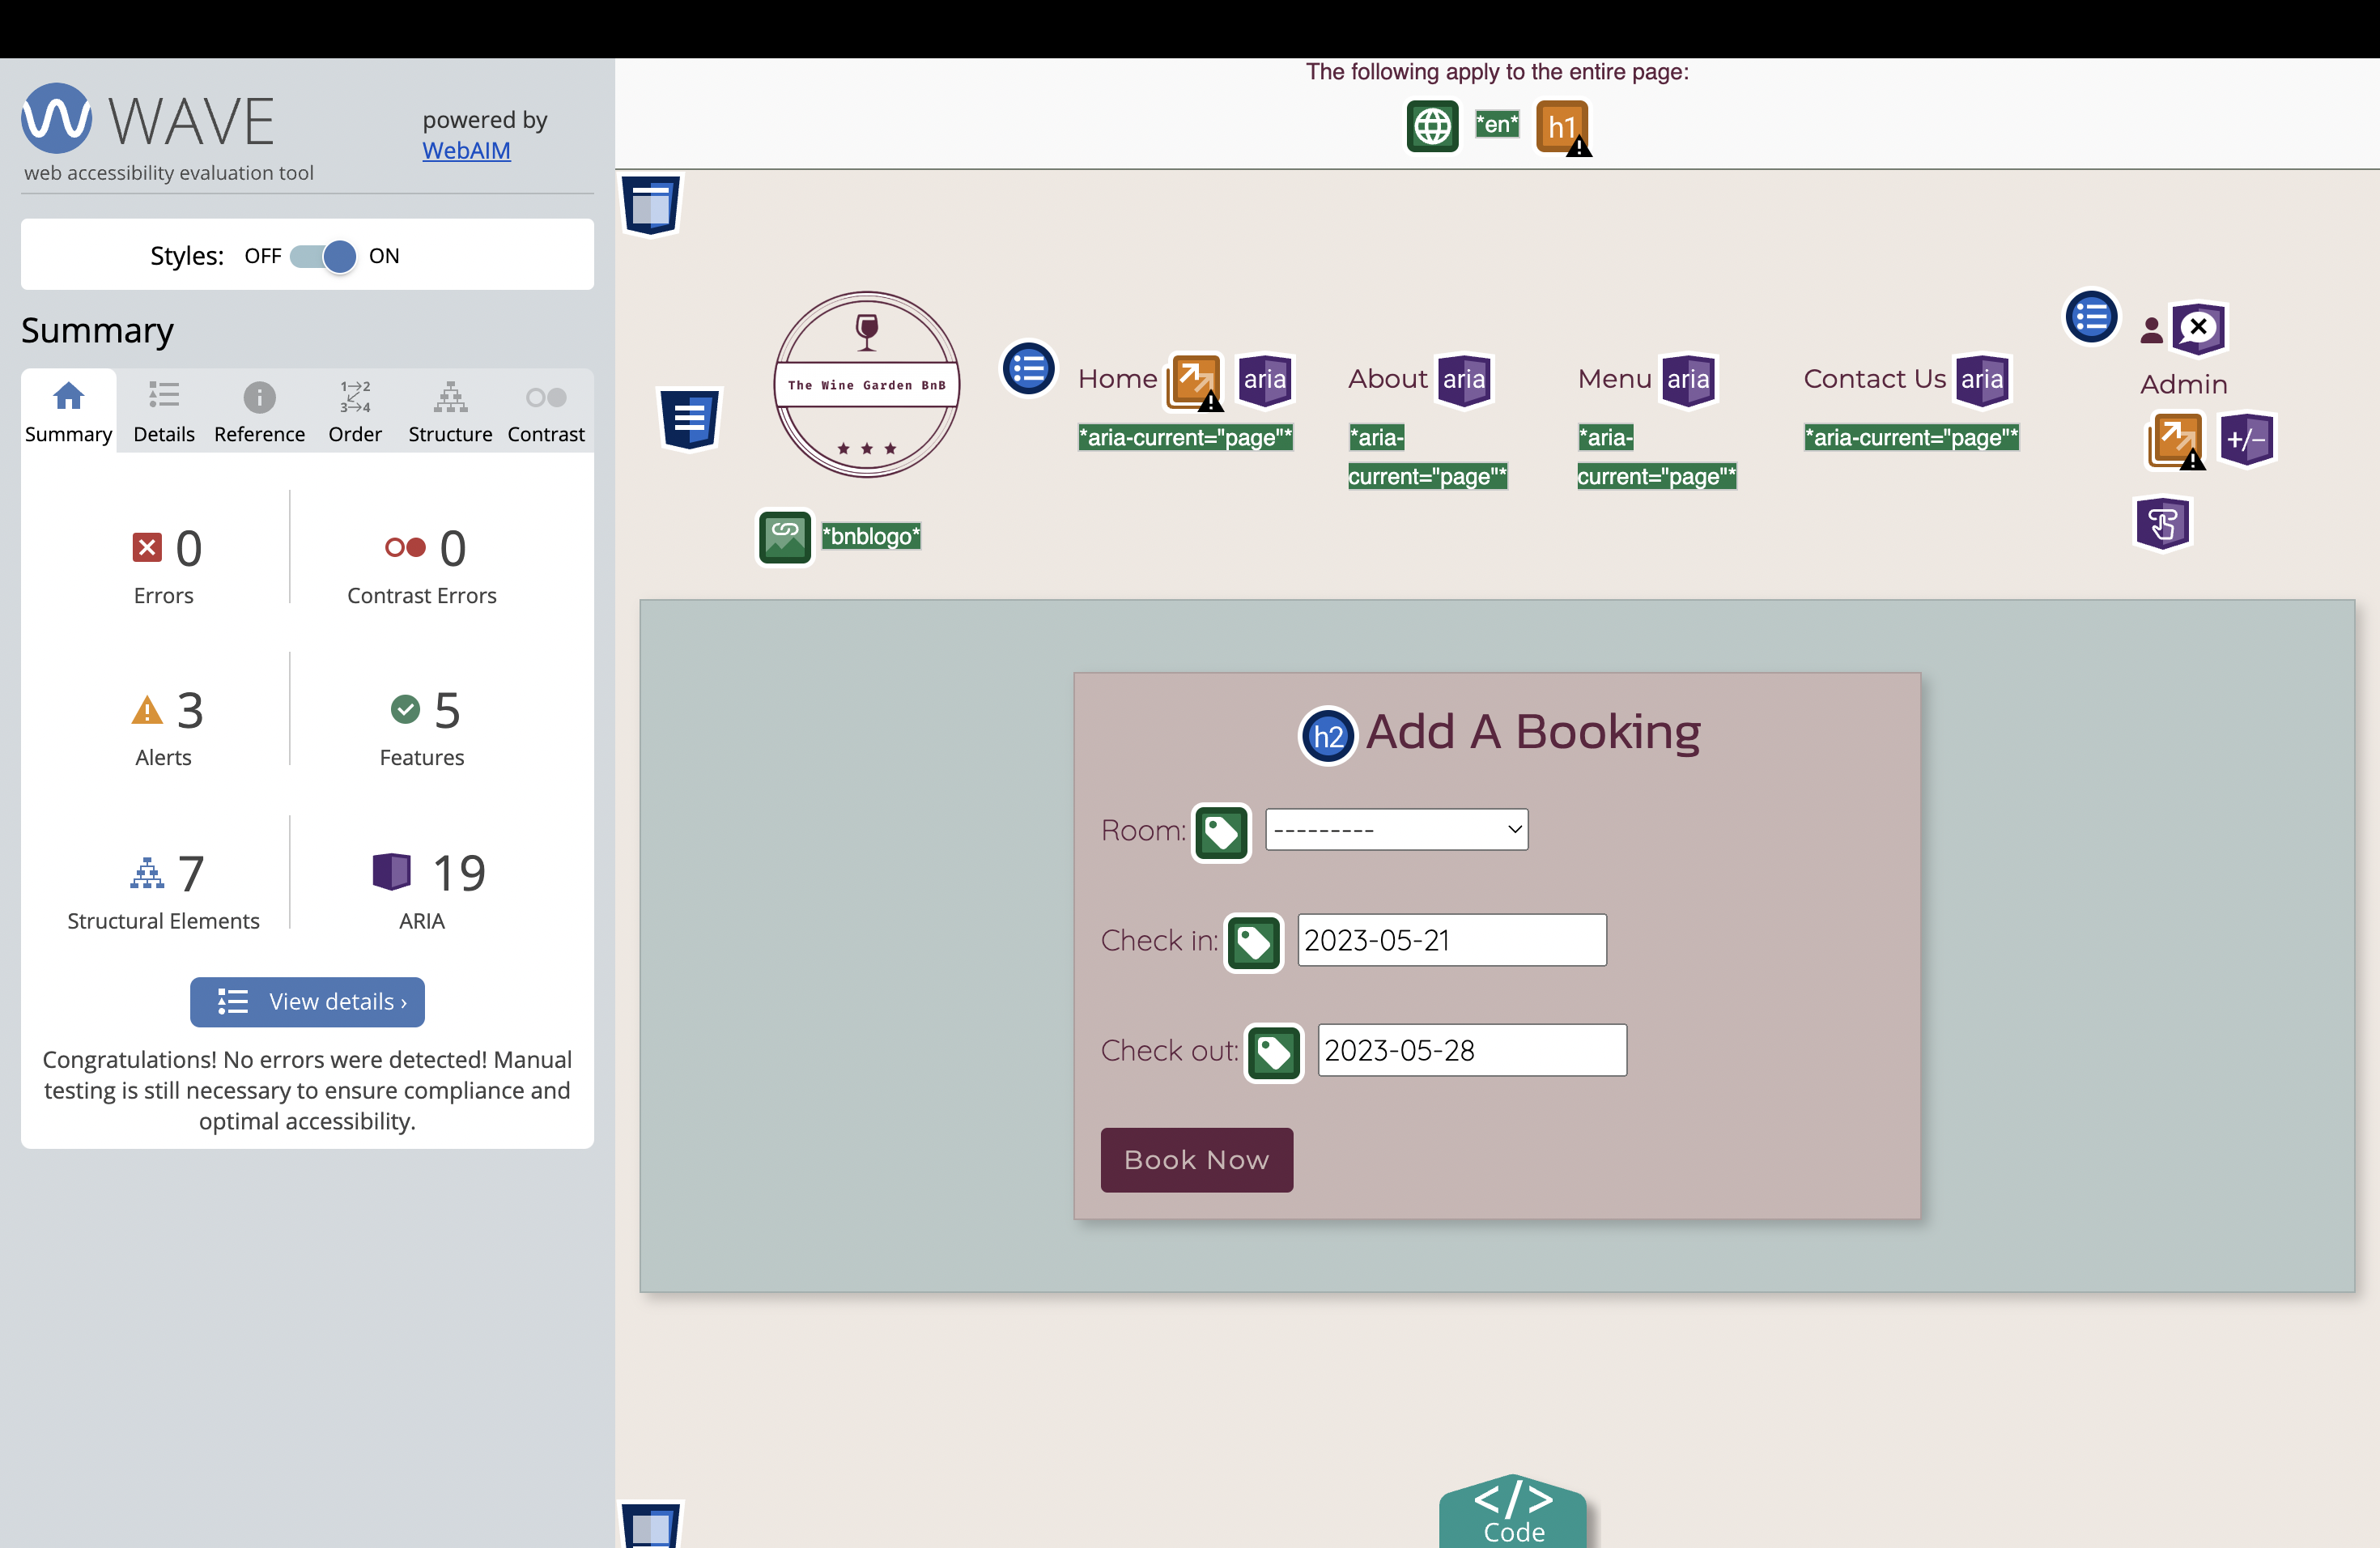 WAVE
powered by
WebAIM
web accessibility evaluation tool
Styles: OFF ON
Summary
1 2
3 4
Summary Details Reference Order Structure Contrast
0
Errors
0
Contrast Errors
3
Alerts
5
Features
7
Structural Elements
19
ARIA
View details ›
Congratulations! No errors were detected! Manual
testing is still necessary to ensure compliance and
optimal accessibility.
The following apply to the entire page:
*en* h1
The Wine Garden BnB
*bnblogo*
Home aria
*aria-current="page"*
About aria
*aria-
current="page"*
Menu aria
*aria-
current="page"*
Contact Us aria
*aria-current="page"*
Admin
+/−
h2 Add A Booking
Room: ---------
Check in: 2023-05-21
Check out: 2023-05-28
Book Now
</>
Code